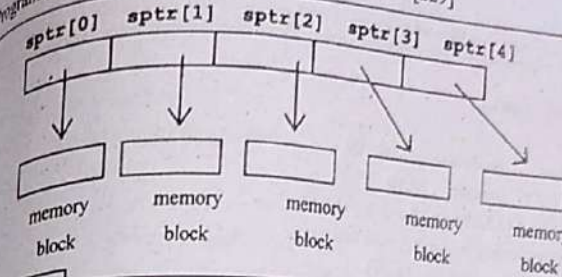 sptr[0] sptr[1] sptr[2] sptr[3] sptr[4]
memory memory memory memory
block block block block block